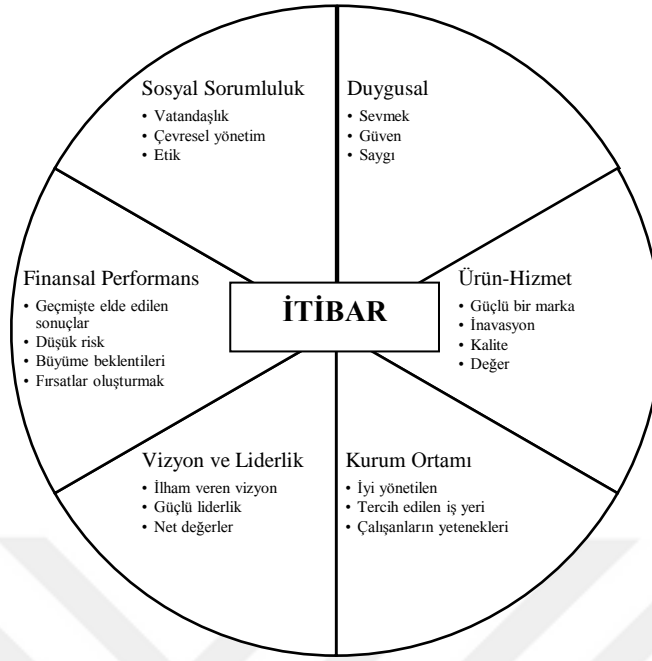 Sosyal Sorumluluk
• Vatandaşlık
• Çevresel yönetim
• Etik
Duygusal
• Sevmek
• Güven
• Saygı
Finansal Performans
• Geçmişte elde edilen
sonuçlar
• Düşük risk
• Büyüme beklentileri
• Fırsatlar oluşturmak
İTİBAR
Ürün-Hizmet
• Güçlü bir marka
• İnavasyon
• Kalite
• Değer
Vizyon ve Liderlik
• İlham veren vizyon
• Güçlü liderlik
• Net değerler
Kurum Ortamı
• İyi yönetilen
• Tercih edilen iş yeri
• Çalışanların yetenekleri